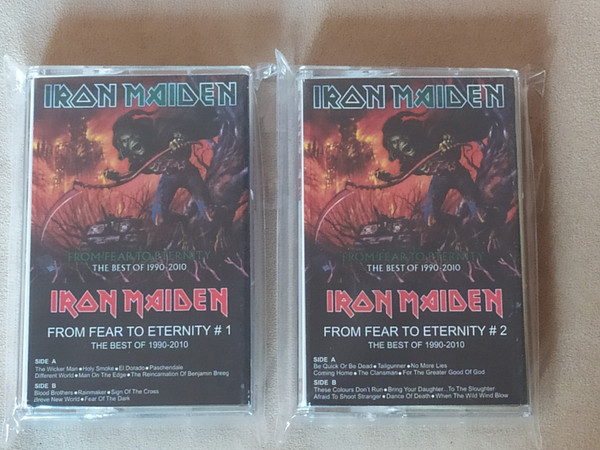 IRON MAIDEN
FROM FEAR TO ETERNITY
THE BEST OF 1990-2010
IRON MAIDEN
FROM FEAR TO ETERNITY # 1
THE BEST OF 1990-2010
SIDE A
The Wicker Man●Holy Smoke●El Dorado●Paschendale
Different World●Man On The Edge●The Reincarnation Of Benjamin Breeg
SIDE B
Blood Brothers●Rainmaker●Sign Of The Cross
Breve New World●Fear Of The Dark
IRON MAIDEN
FROM FEAR TO ETERNITY
THE BEST OF 1990-2010
IRON MAIDEN
FROM FEAR TO ETERNITY # 2
THE BEST OF 1990-2010
SIDE A
Be Quick Or Be Dead●Tailgunner●No More Lies
Coming Home●The Clansman●For The Greater Good Of God
SIDE B
These Colours Don't Run●Bring Your Daughter...To The Sloughter
Afraid To Shoot Stranger●Dance Of Death●When The Wild Wind Blow